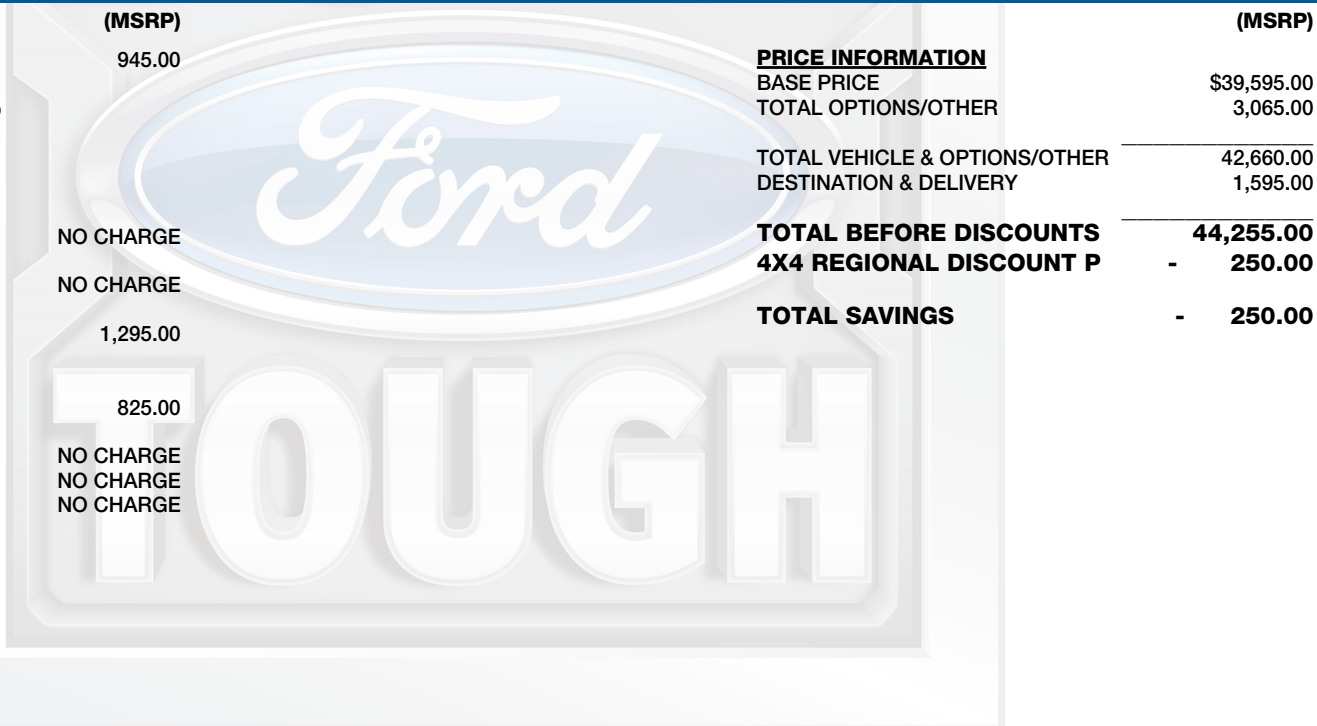 (MSRP)
945.00
NO CHARGE
NO CHARGE
1,295.00
825.00
NO CHARGE
NO CHARGE
NO CHARGE
Ford
TOUGH
(MSRP)
PRICE INFORMATION
BASE PRICE $39,595.00
TOTAL OPTIONS/OTHER 3,065.00
TOTAL VEHICLE & OPTIONS/OTHER 42,660.00
DESTINATION & DELIVERY 1,595.00
TOTAL BEFORE DISCOUNTS 44,255.00
4X4 REGIONAL DISCOUNT P - 250.00
TOTAL SAVINGS - 250.00